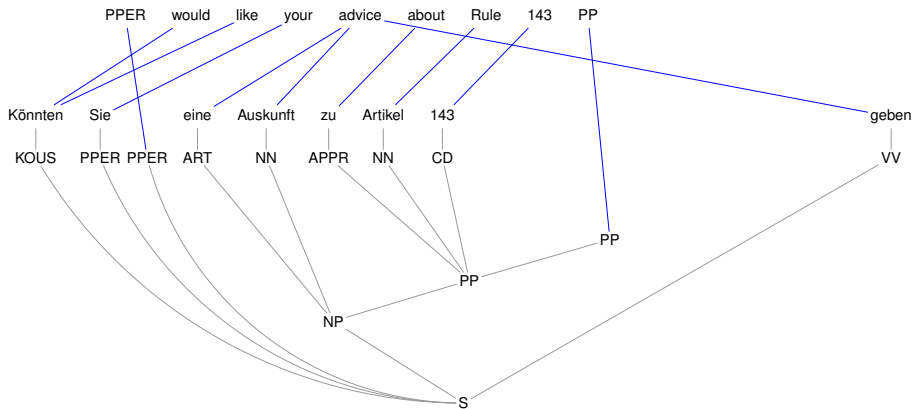 PPER would like your advice about Rule 143 PP
Könnten Sie eine Auskunft zu Artikel 143 geben
KOUS PPER PPER ART NN APPR NN CD VV
PP
PP
NP
S